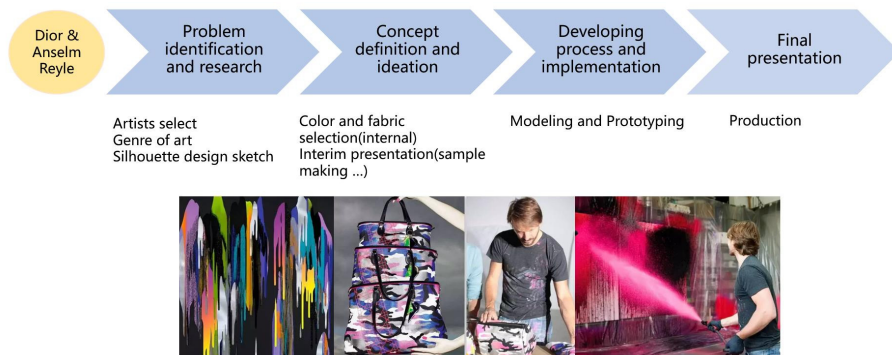 Dior &
Anselm
Reyle
Problem
identification
and research
Concept
definition and
ideation
Developing
process and
implementation
Final
presentation
Artists select
Genre of art
Silhouette design sketch
Color and fabric
selection(internal)
Interim presentation(sample
making ...)
Modeling and Prototyping
Production